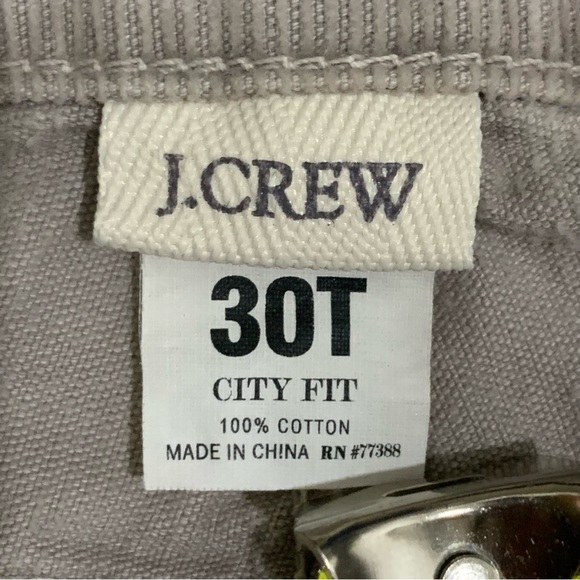 J.CREW
30T
CITY FIT
100% COTTON
MADE IN CHINA RN #77388